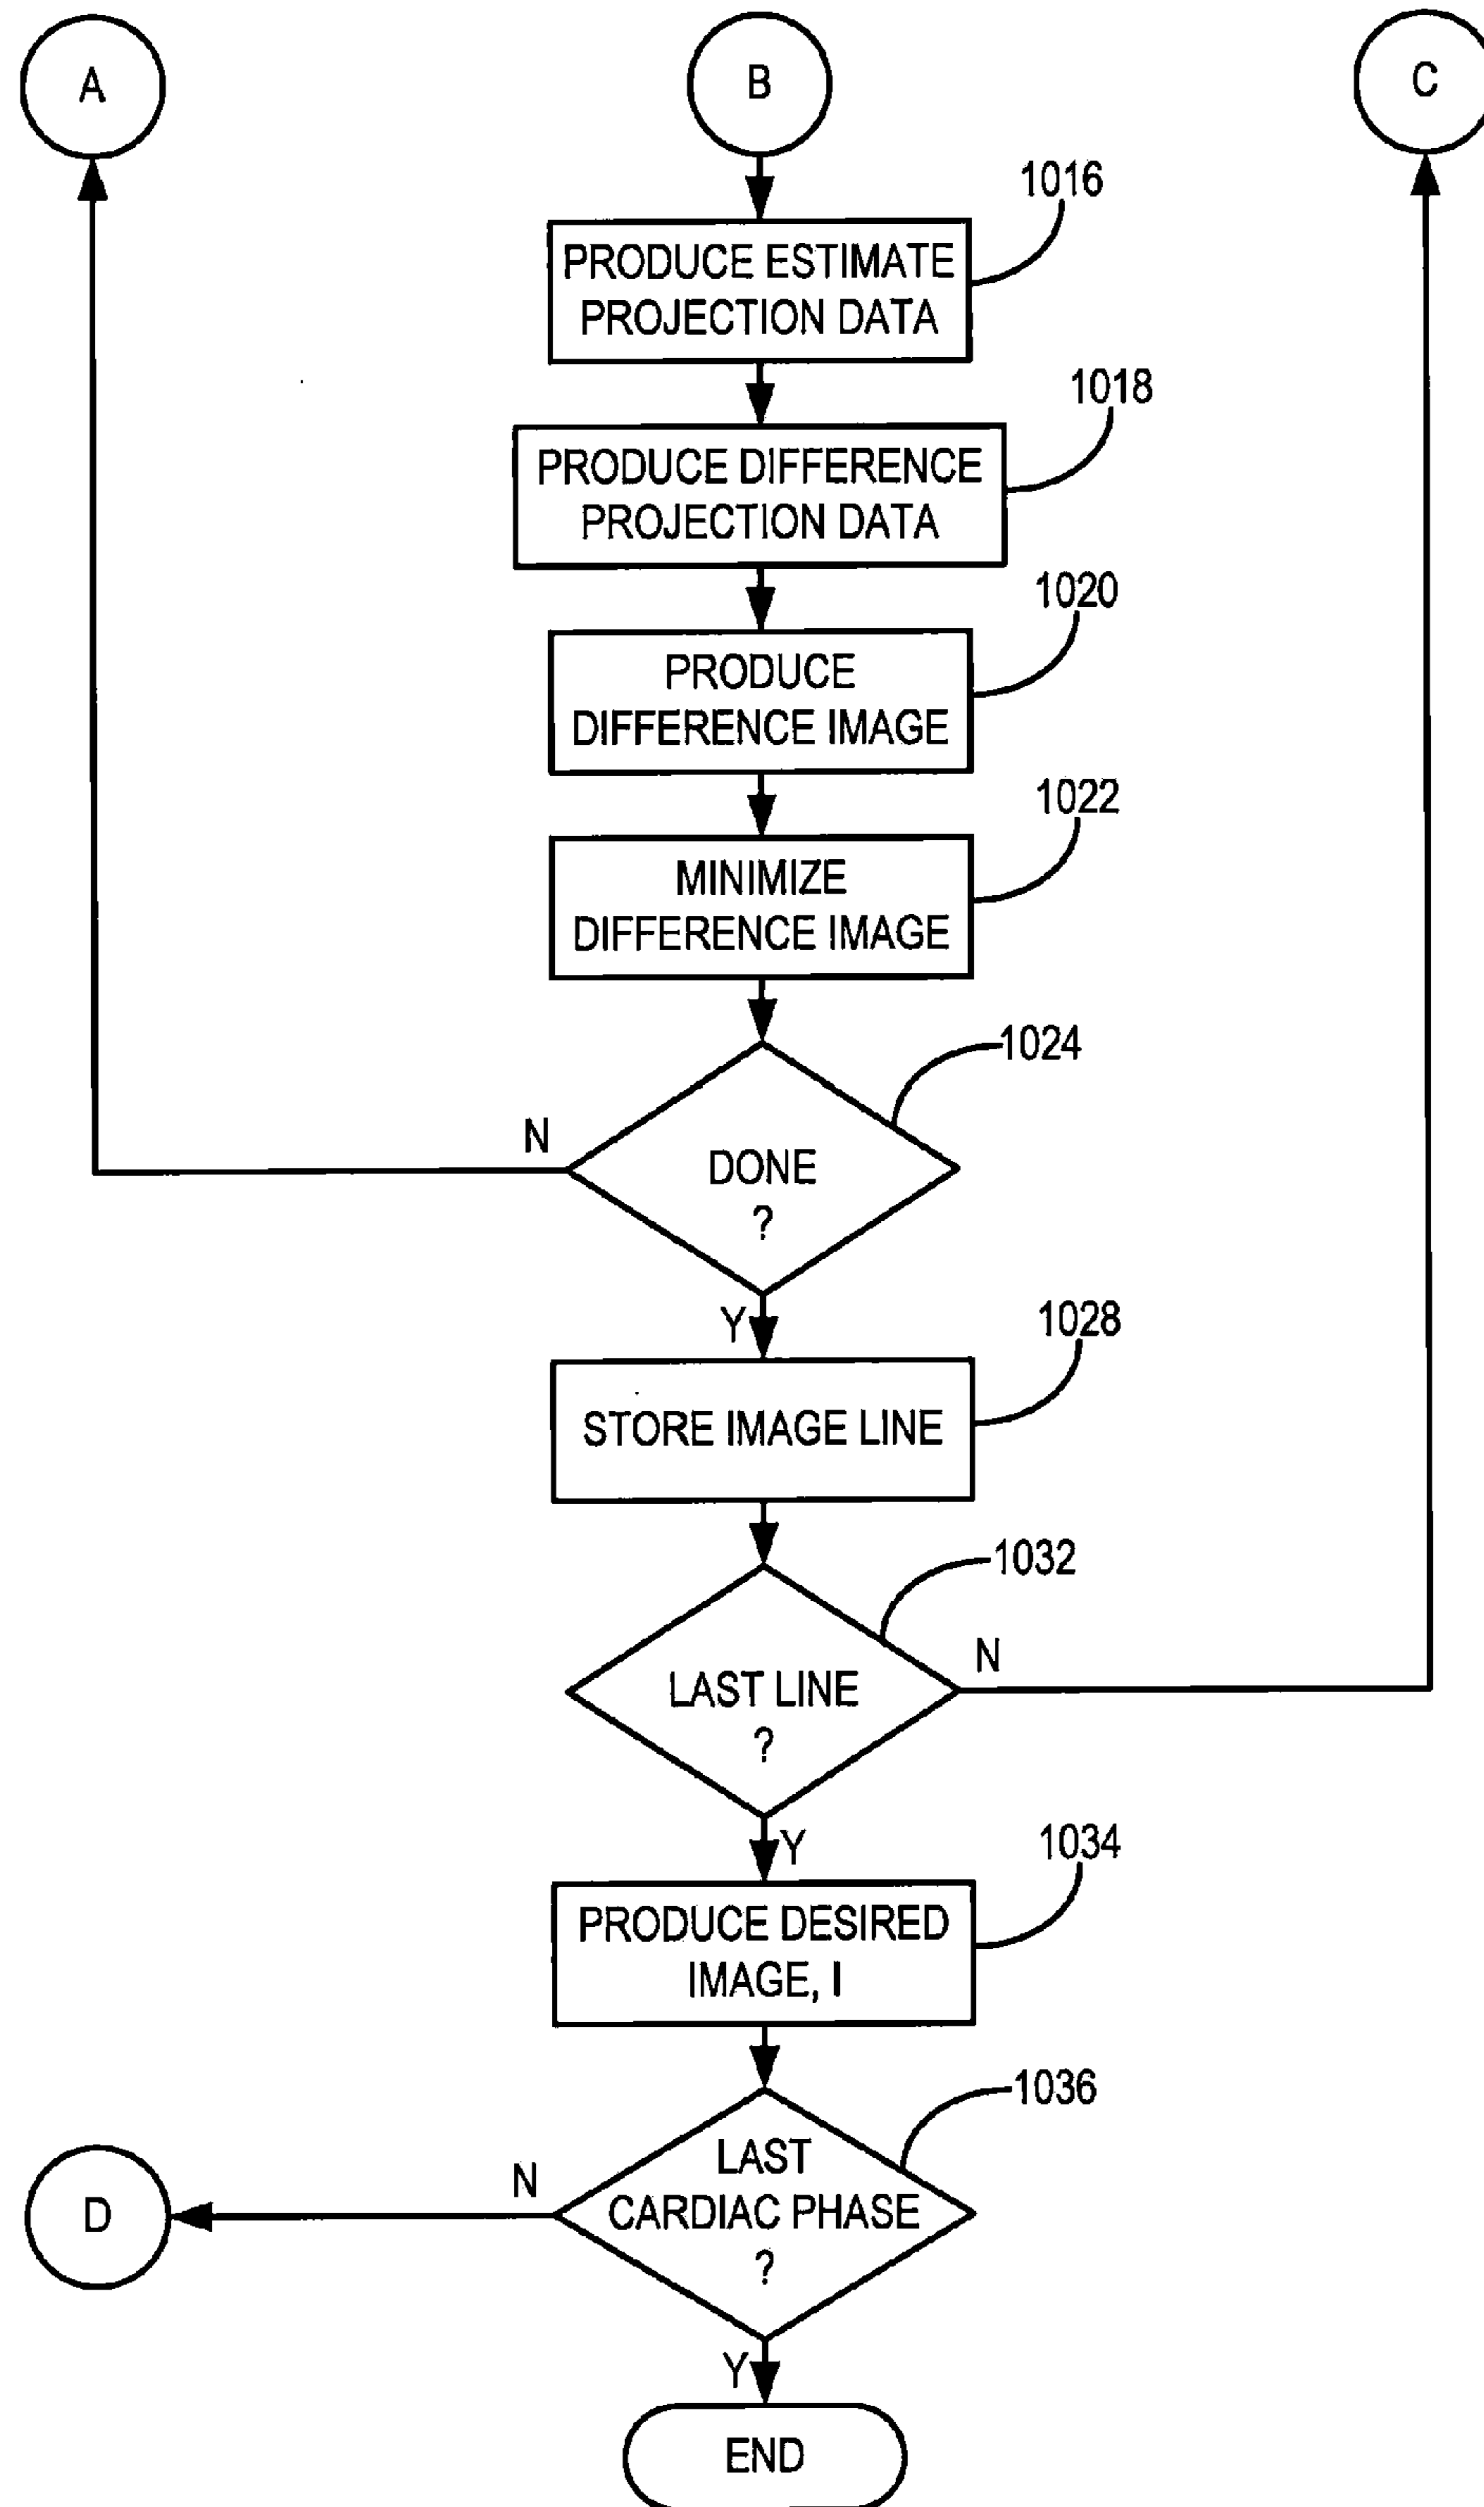 A
B
C
1016
PRODUCE ESTIMATE
PROJECTION DATA
1018
PRODUCE DIFFERENCE
PROJECTION DATA
1020
PRODUCE
DIFFERENCE IMAGE
1022
MINIMIZE
DIFFERENCE IMAGE
1024
N
DONE
?
Y
1028
STORE IMAGE LINE
1032
N
LAST LINE
?
Y
1034
PRODUCE DESIRED
IMAGE, I
1036
LAST
CARDIAC PHASE
?
N
D
Y
END